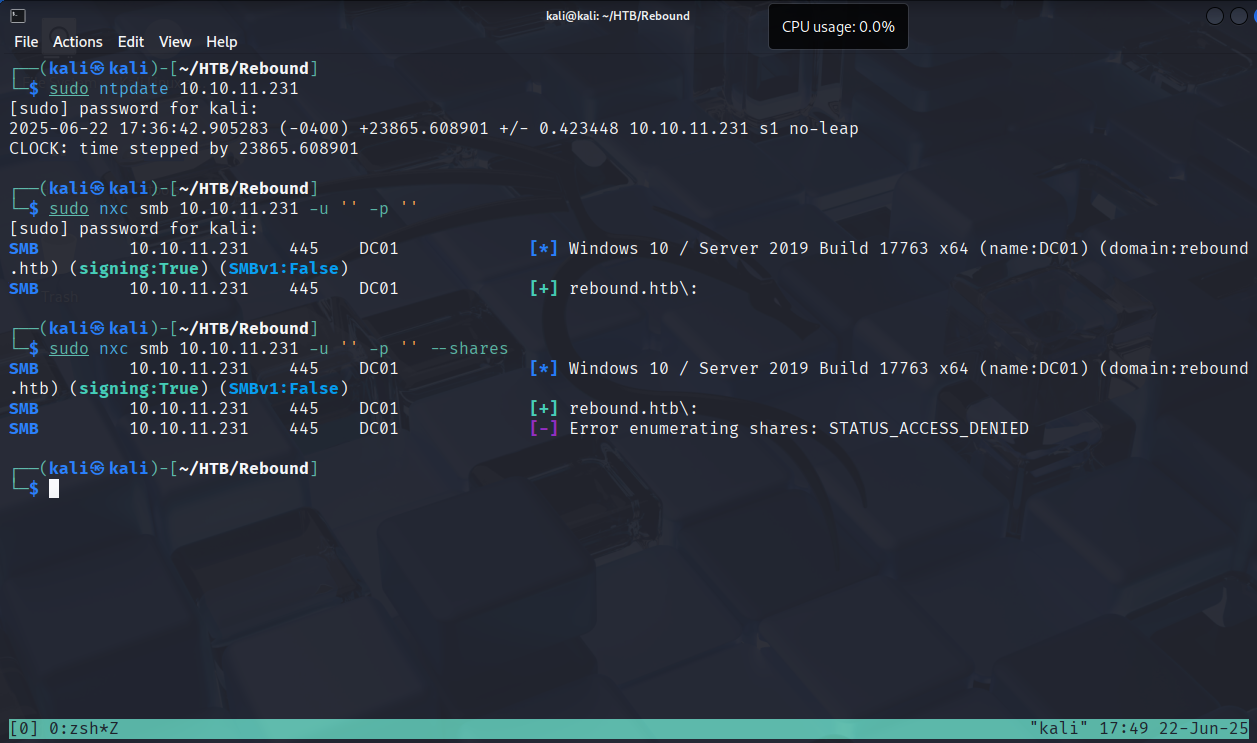 kali@kali: ~/HTB/Rebound
CPU usage: 0.0%
File Actions Edit View Help
┌──(kali㉿kali)-[~/HTB/Rebound]
└─$ sudo ntpdate 10.10.11.231
[sudo] password for kali:
2025-06-22 17:36:42.905283 (-0400) +23865.608901 +/- 0.423448 10.10.11.231 s1 no-leap
CLOCK: time stepped by 23865.608901
┌──(kali㉿kali)-[~/HTB/Rebound]
└─$ sudo nxc smb 10.10.11.231 -u '' -p ''
[sudo] password for kali:
SMB 10.10.11.231 445 DC01 [*] Windows 10 / Server 2019 Build 17763 x64 (name:DC01) (domain:rebound
.htb) (signing:True) (SMBv1:False)
SMB 10.10.11.231 445 DC01 [+] rebound.htb\:
Trash
┌──(kali㉿kali)-[~/HTB/Rebound]
└─$ sudo nxc smb 10.10.11.231 -u '' -p '' --shares
SMB 10.10.11.231 445 DC01 [*] Windows 10 / Server 2019 Build 17763 x64 (name:DC01) (domain:rebound
.htb) (signing:True) (SMBv1:False)
SMB 10.10.11.231 445 DC01 [+] rebound.htb\:
SMB 10.10.11.231 445 DC01 [-] Error enumerating shares: STATUS_ACCESS_DENIED
┌──(kali㉿kali)-[~/HTB/Rebound]
└─$
[0] 0:zsh*Z "kali" 17:49 22-Jun-25